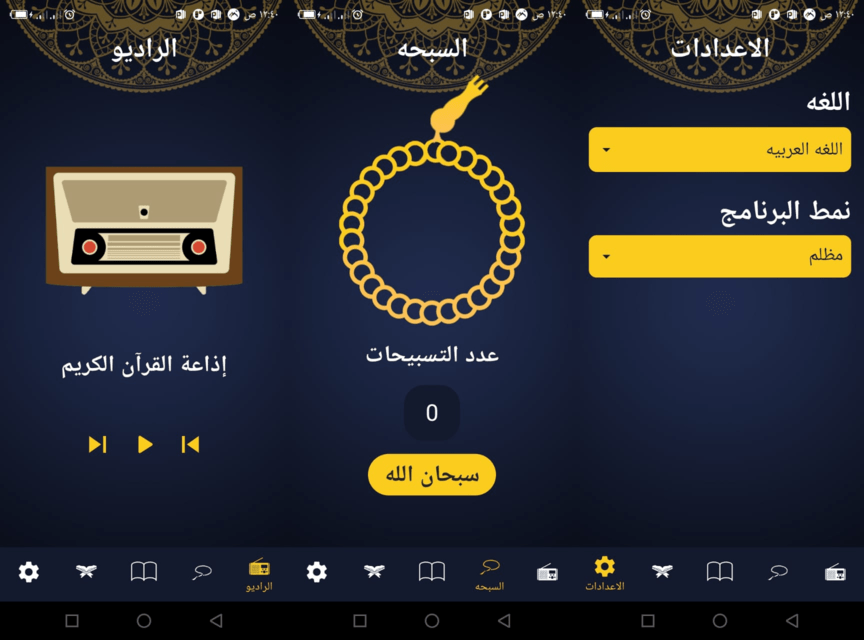 ١٢:٤٠ ص
الراديو
إذاعة القرآن الكريم
الراديو
١٢:٤٠ ص
السبحه
عدد التسبيحات
0
سبحان الله
السبحه
١٢:٤٠ ص
الاعدادات
اللغه
اللغه العربيه
نمط البرنامج
مظلم
الاعدادات